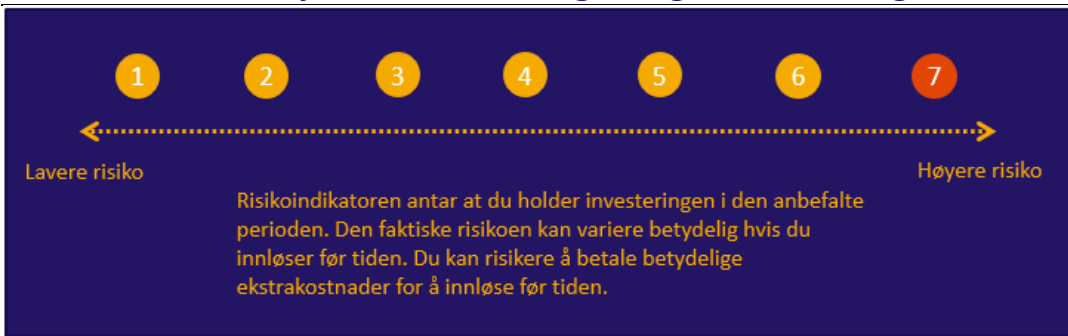 1 2 3 4 5 6 7
Lavere risiko Høyere risiko
Risikoindikatoren antar at du holder investeringen i den anbefalte
perioden. Den faktiske risikoen kan variere betydelig hvis du
innløser før tiden. Du kan risikere å betale betydelige
ekstrakostnader for å innløse før tiden.